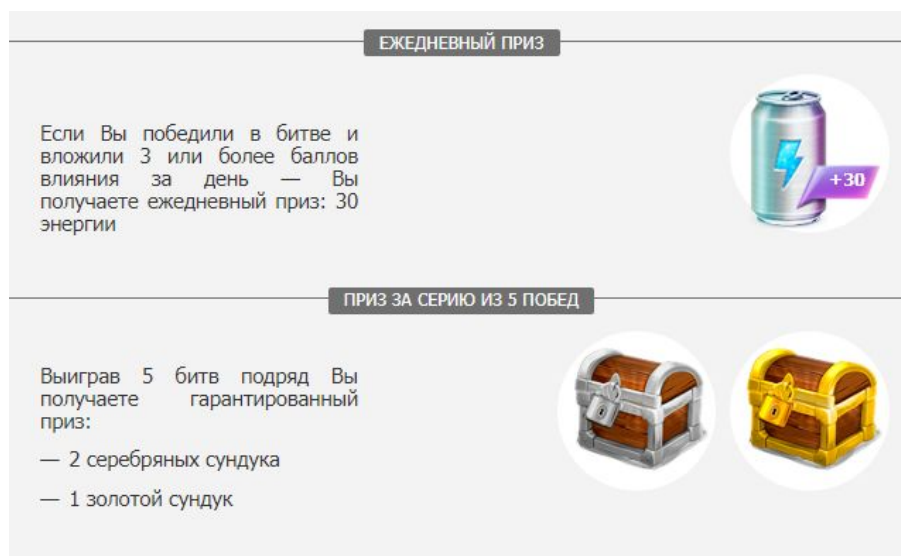 ЕЖЕДНЕВНЫЙ ПРИЗ
Если Вы победили в битве и
вложили 3 или более баллов
влияния за день — Вы
получаете ежедневный приз: 30
энергии
+30
ПРИЗ ЗА СЕРИЮ ИЗ 5 ПОБЕД
Выиграв 5 битв подряд Вы
получаете гарантированный
приз:
— 2 серебряных сундука
— 1 золотой сундук